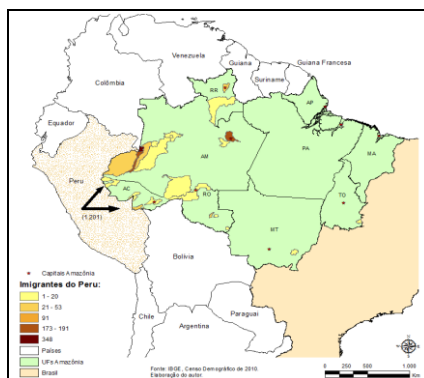 Venezuela
Guiana
Guiana Francesa
Suriname
Colômbia
RR
AP
Equador
AM
PA
MA
Peru
AC
RO
TO
(1.201)
MT
Bolívia
Capitais Amazônia
Imigrantes do Peru:
1 - 20
21 - 53
91
173 - 191
348
Países
UFs Amazônia
Brasil
Paraguai
Chile
Argentina
Fonte: IBGE, Censo Demográfico de 2010.
Elaboração do autor.
0
250
500
1.000
Km